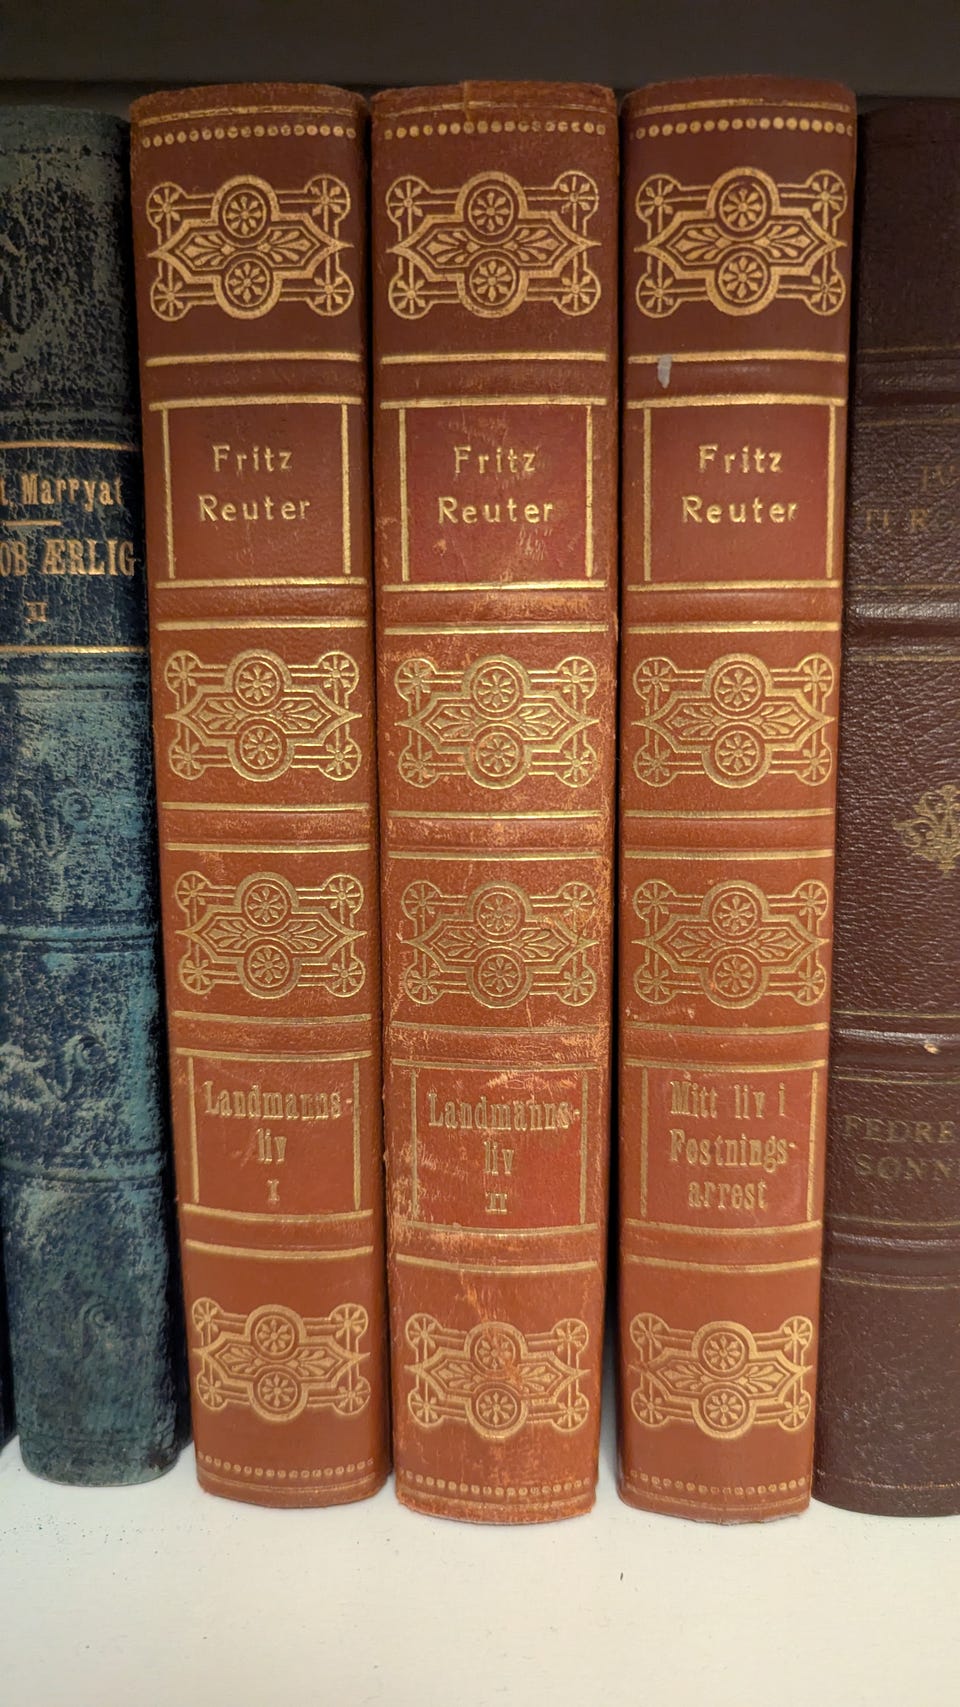 t. Marryat
OB ÆRLIG
II
Fritz
Reuter
Landmanns-
liv
I
Fritz
Reuter
Landmanns-
liv
II
Fritz
Reuter
Mitt liv i
Festnings-
arrest
FEDRE
SØNN